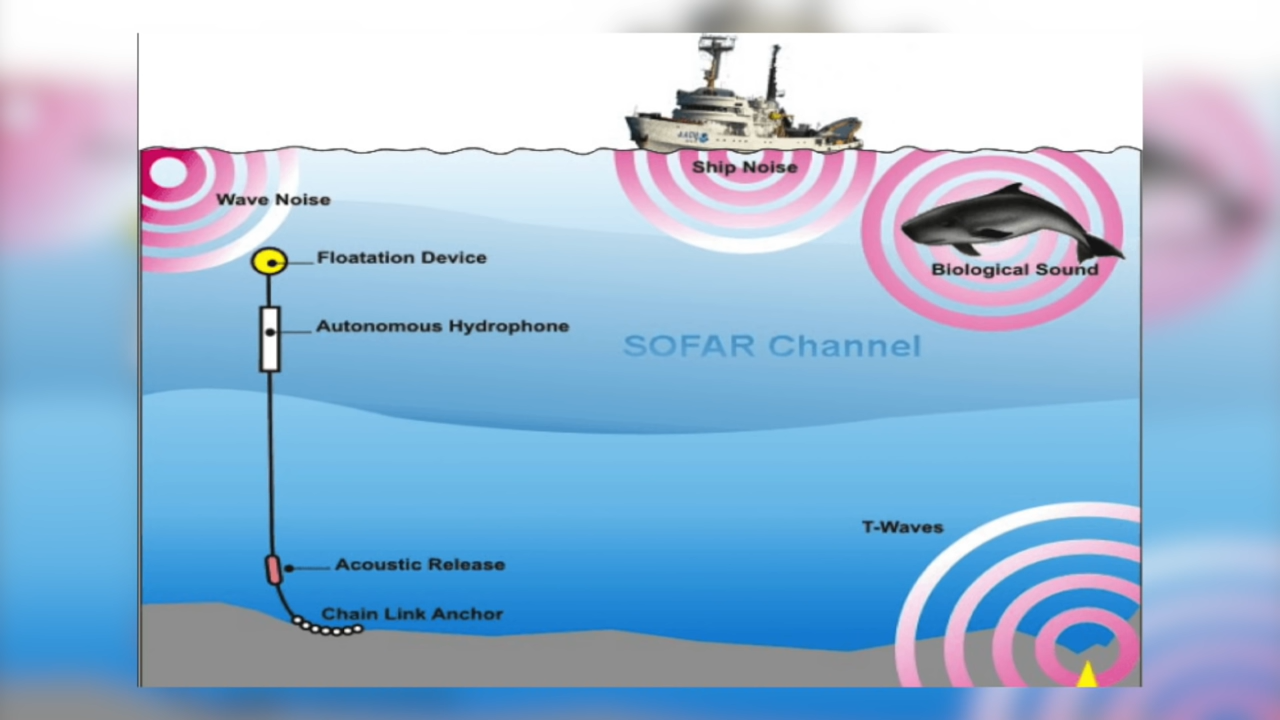 Ship Noise
Wave Noise
Floatation Device
Biological Sound
Autonomous Hydrophone
SOFAR Channel
T-Waves
Acoustic Release
Chain Link Anchor